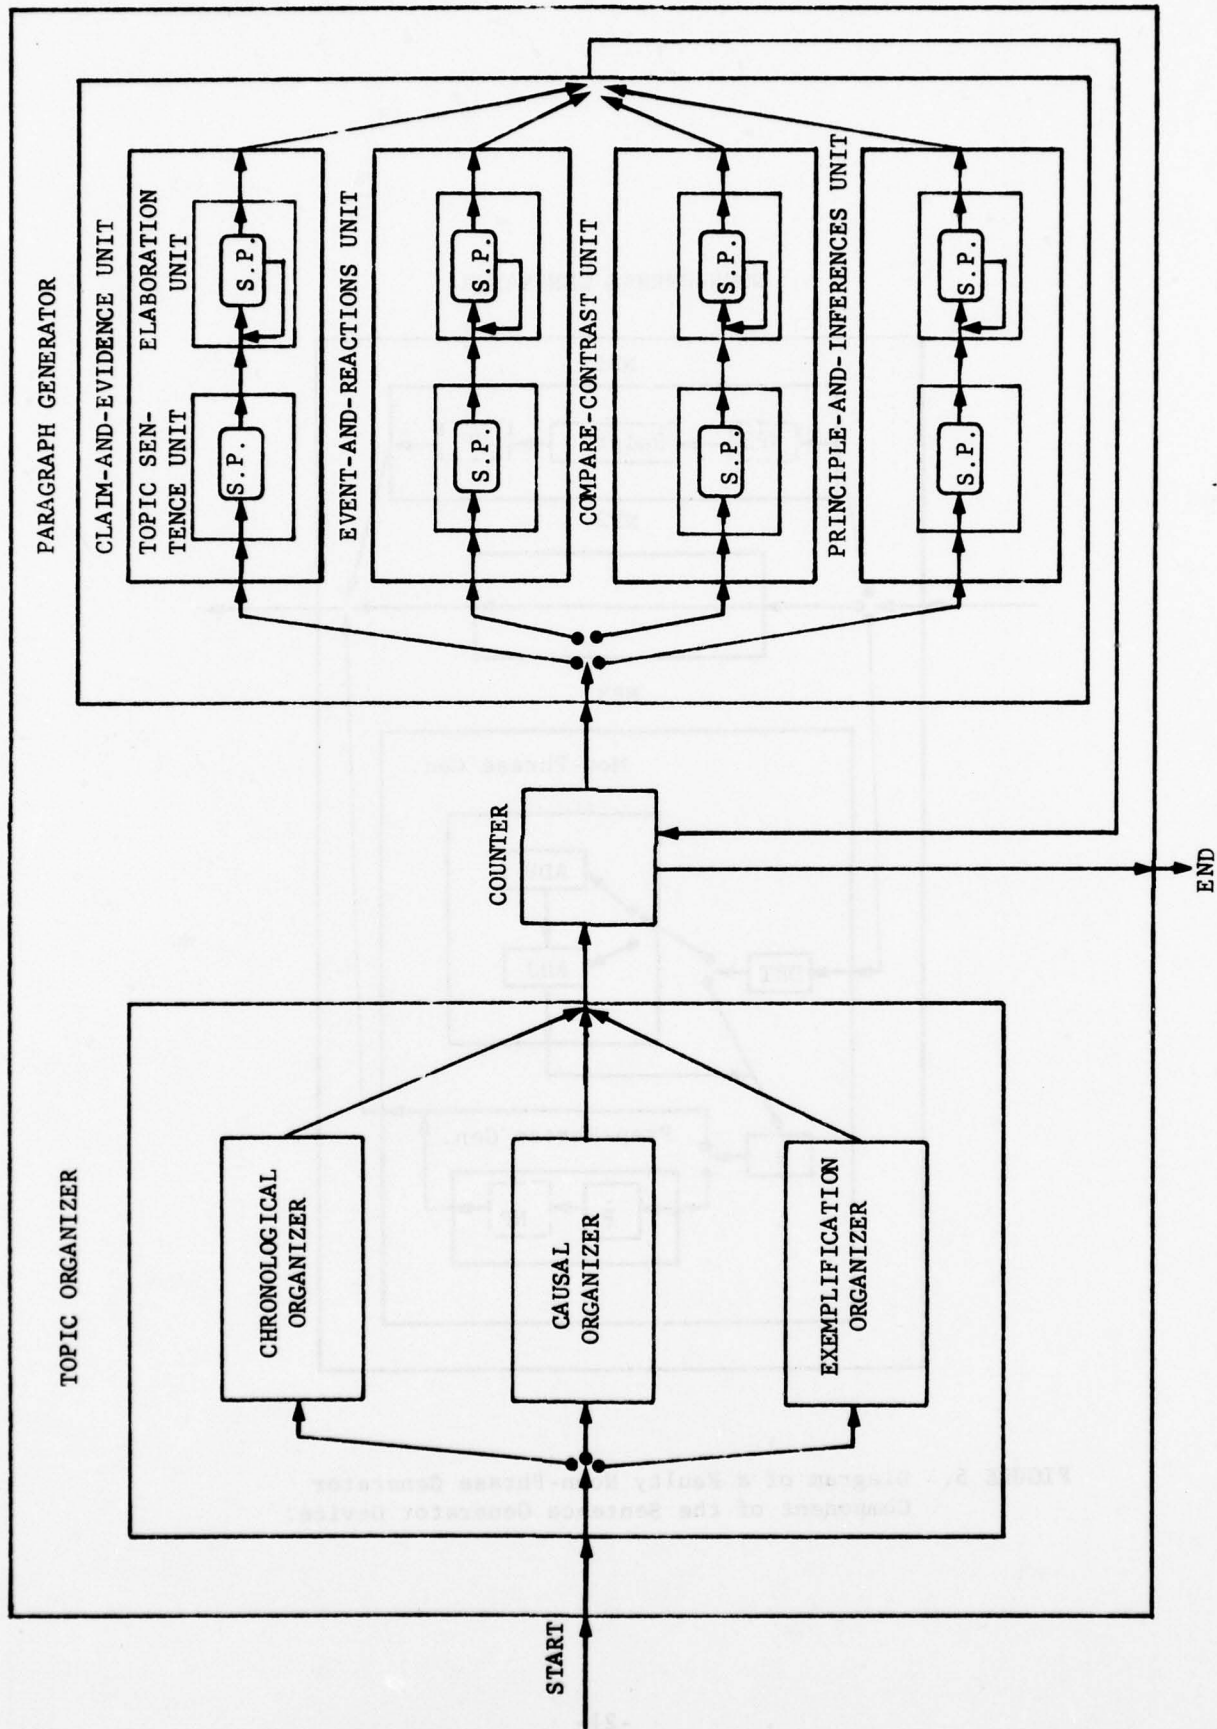 PARAGRAPH GENERATOR
TOPIC ORGANIZER
CLAIM-AND-EVIDENCE UNIT
TOPIC SEN-
TENCE UNIT
ELABORATION
UNIT
S.P.
S.P.
CHRONOLOGICAL
ORGANIZER
EVENT-AND-REACTIONS UNIT
S.P.
S.P.
START
CAUSAL
ORGANIZER
COUNTER
COMPARE-CONTRAST UNIT
S.P.
S.P.
EXEMPLIFICATION
ORGANIZER
PRINCIPLE-AND-INFERENCES UNIT
S.P.
S.P.
END